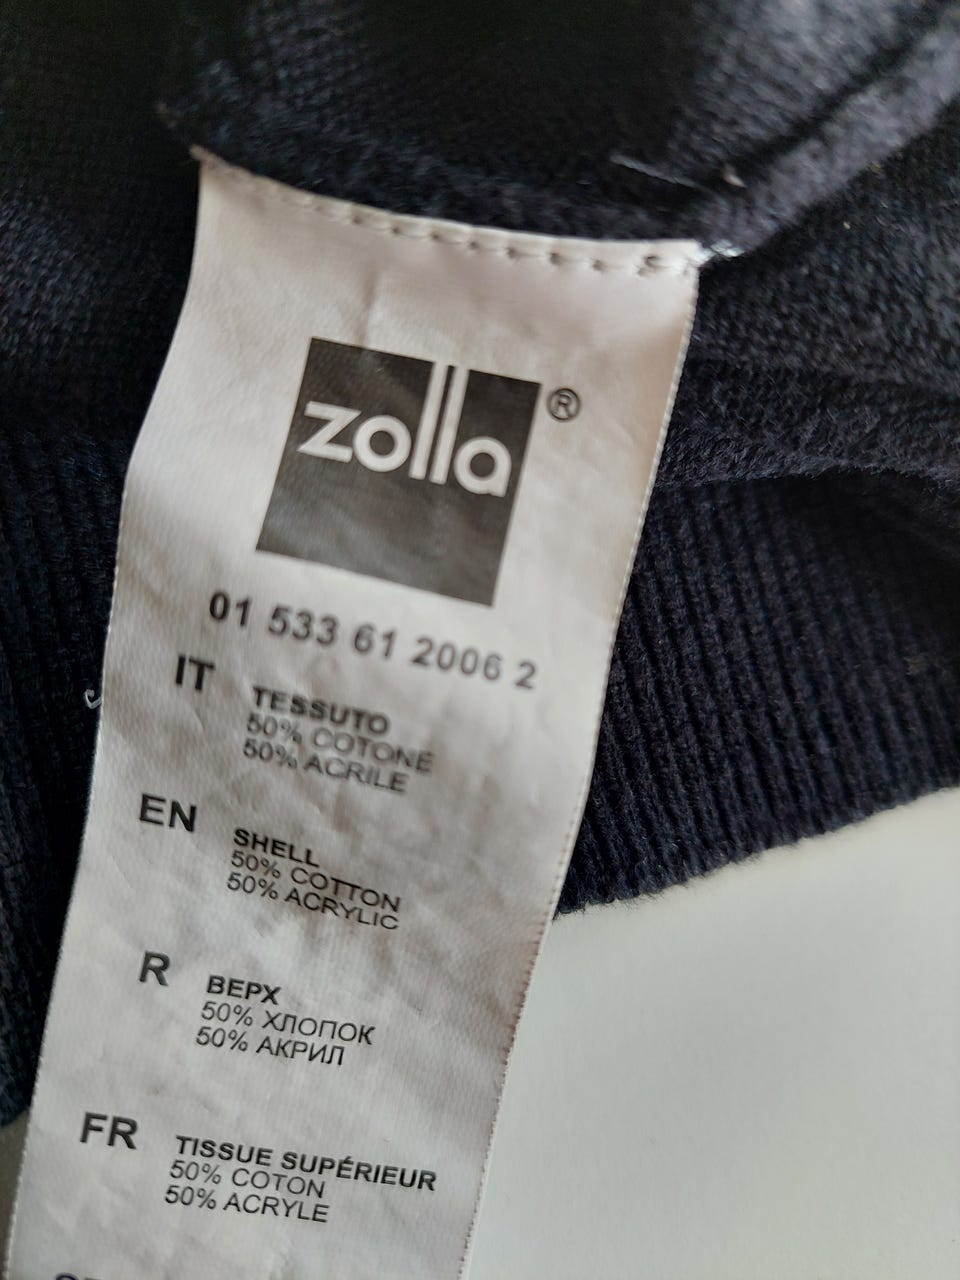 zolla®
01 533 61 2006 2
IT
TESSUTO
50% COTONE
50% ACRILE
EN
SHELL
50% COTTON
50% ACRYLIC
R
ВЕРХ
50% ХЛОПОК
50% АКРИЛ
FR
TISSUE SUPÉRIEUR
50% COTON
50% ACRYLE